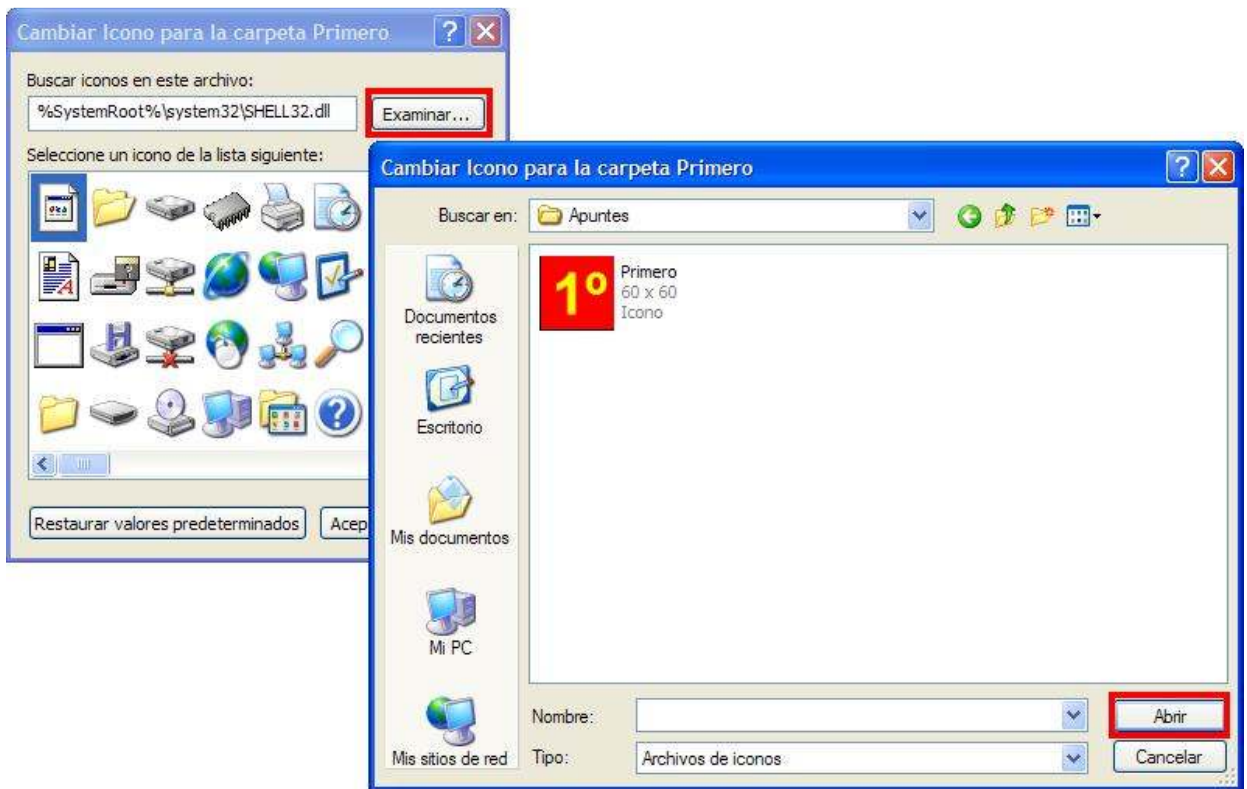 Cambiar Icono para la carpeta Primero
Buscar iconos en este archivo:
%SystemRoot%\system32\SHELL32.dll
Examinar...
Seleccione un icono de la lista siguiente:
Restaurar valores predeterminados
Acep
Cambiar Icono para la carpeta Primero
Buscar en:
Apuntes
Documentos
recientes
Escritorio
Mis documentos
Mi PC
Mis sitios de red
1º
Primero
60 x 60
Icono
Nombre:
Abrir
Tipo:
Archivos de iconos
Cancelar